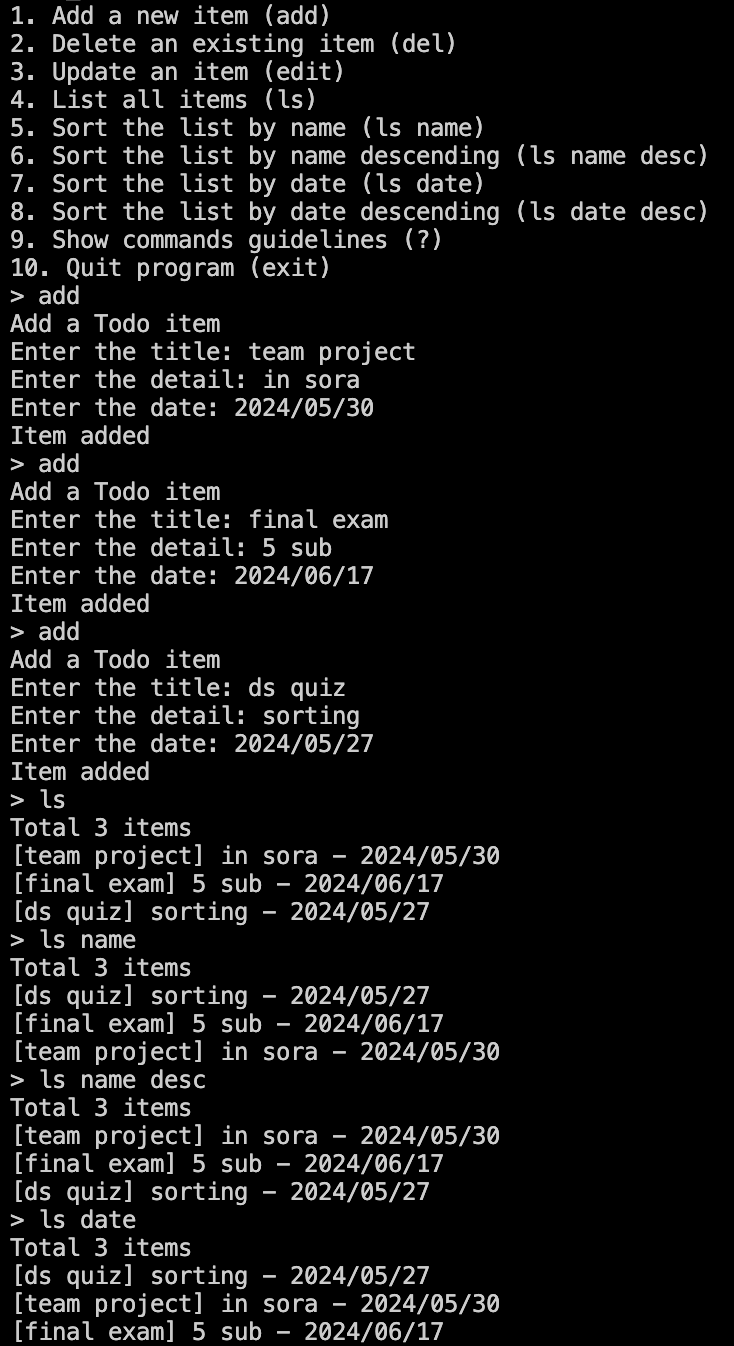 1. Add a new item (add)
2. Delete an existing item (del)
3. Update an item (edit)
4. List all items (ls)
5. Sort the list by name (ls name)
6. Sort the list by name descending (ls name desc)
7. Sort the list by date (ls date)
8. Sort the list by date descending (ls date desc)
9. Show commands guidelines (?)
10. Quit program (exit)
> add
Add a Todo item
Enter the title: team project
Enter the detail: in sora
Enter the date: 2024/05/30
Item added
> add
Add a Todo item
Enter the title: final exam
Enter the detail: 5 sub
Enter the date: 2024/06/17
Item added
> add
Add a Todo item
Enter the title: ds quiz
Enter the detail: sorting
Enter the date: 2024/05/27
Item added
> ls
Total 3 items
[team project] in sora - 2024/05/30
[final exam] 5 sub - 2024/06/17
[ds quiz] sorting - 2024/05/27
> ls name
Total 3 items
[ds quiz] sorting - 2024/05/27
[final exam] 5 sub - 2024/06/17
[team project] in sora - 2024/05/30
> ls name desc
Total 3 items
[team project] in sora - 2024/05/30
[final exam] 5 sub - 2024/06/17
[ds quiz] sorting - 2024/05/27
> ls date
Total 3 items
[ds quiz] sorting - 2024/05/27
[team project] in sora - 2024/05/30
[final exam] 5 sub - 2024/06/17